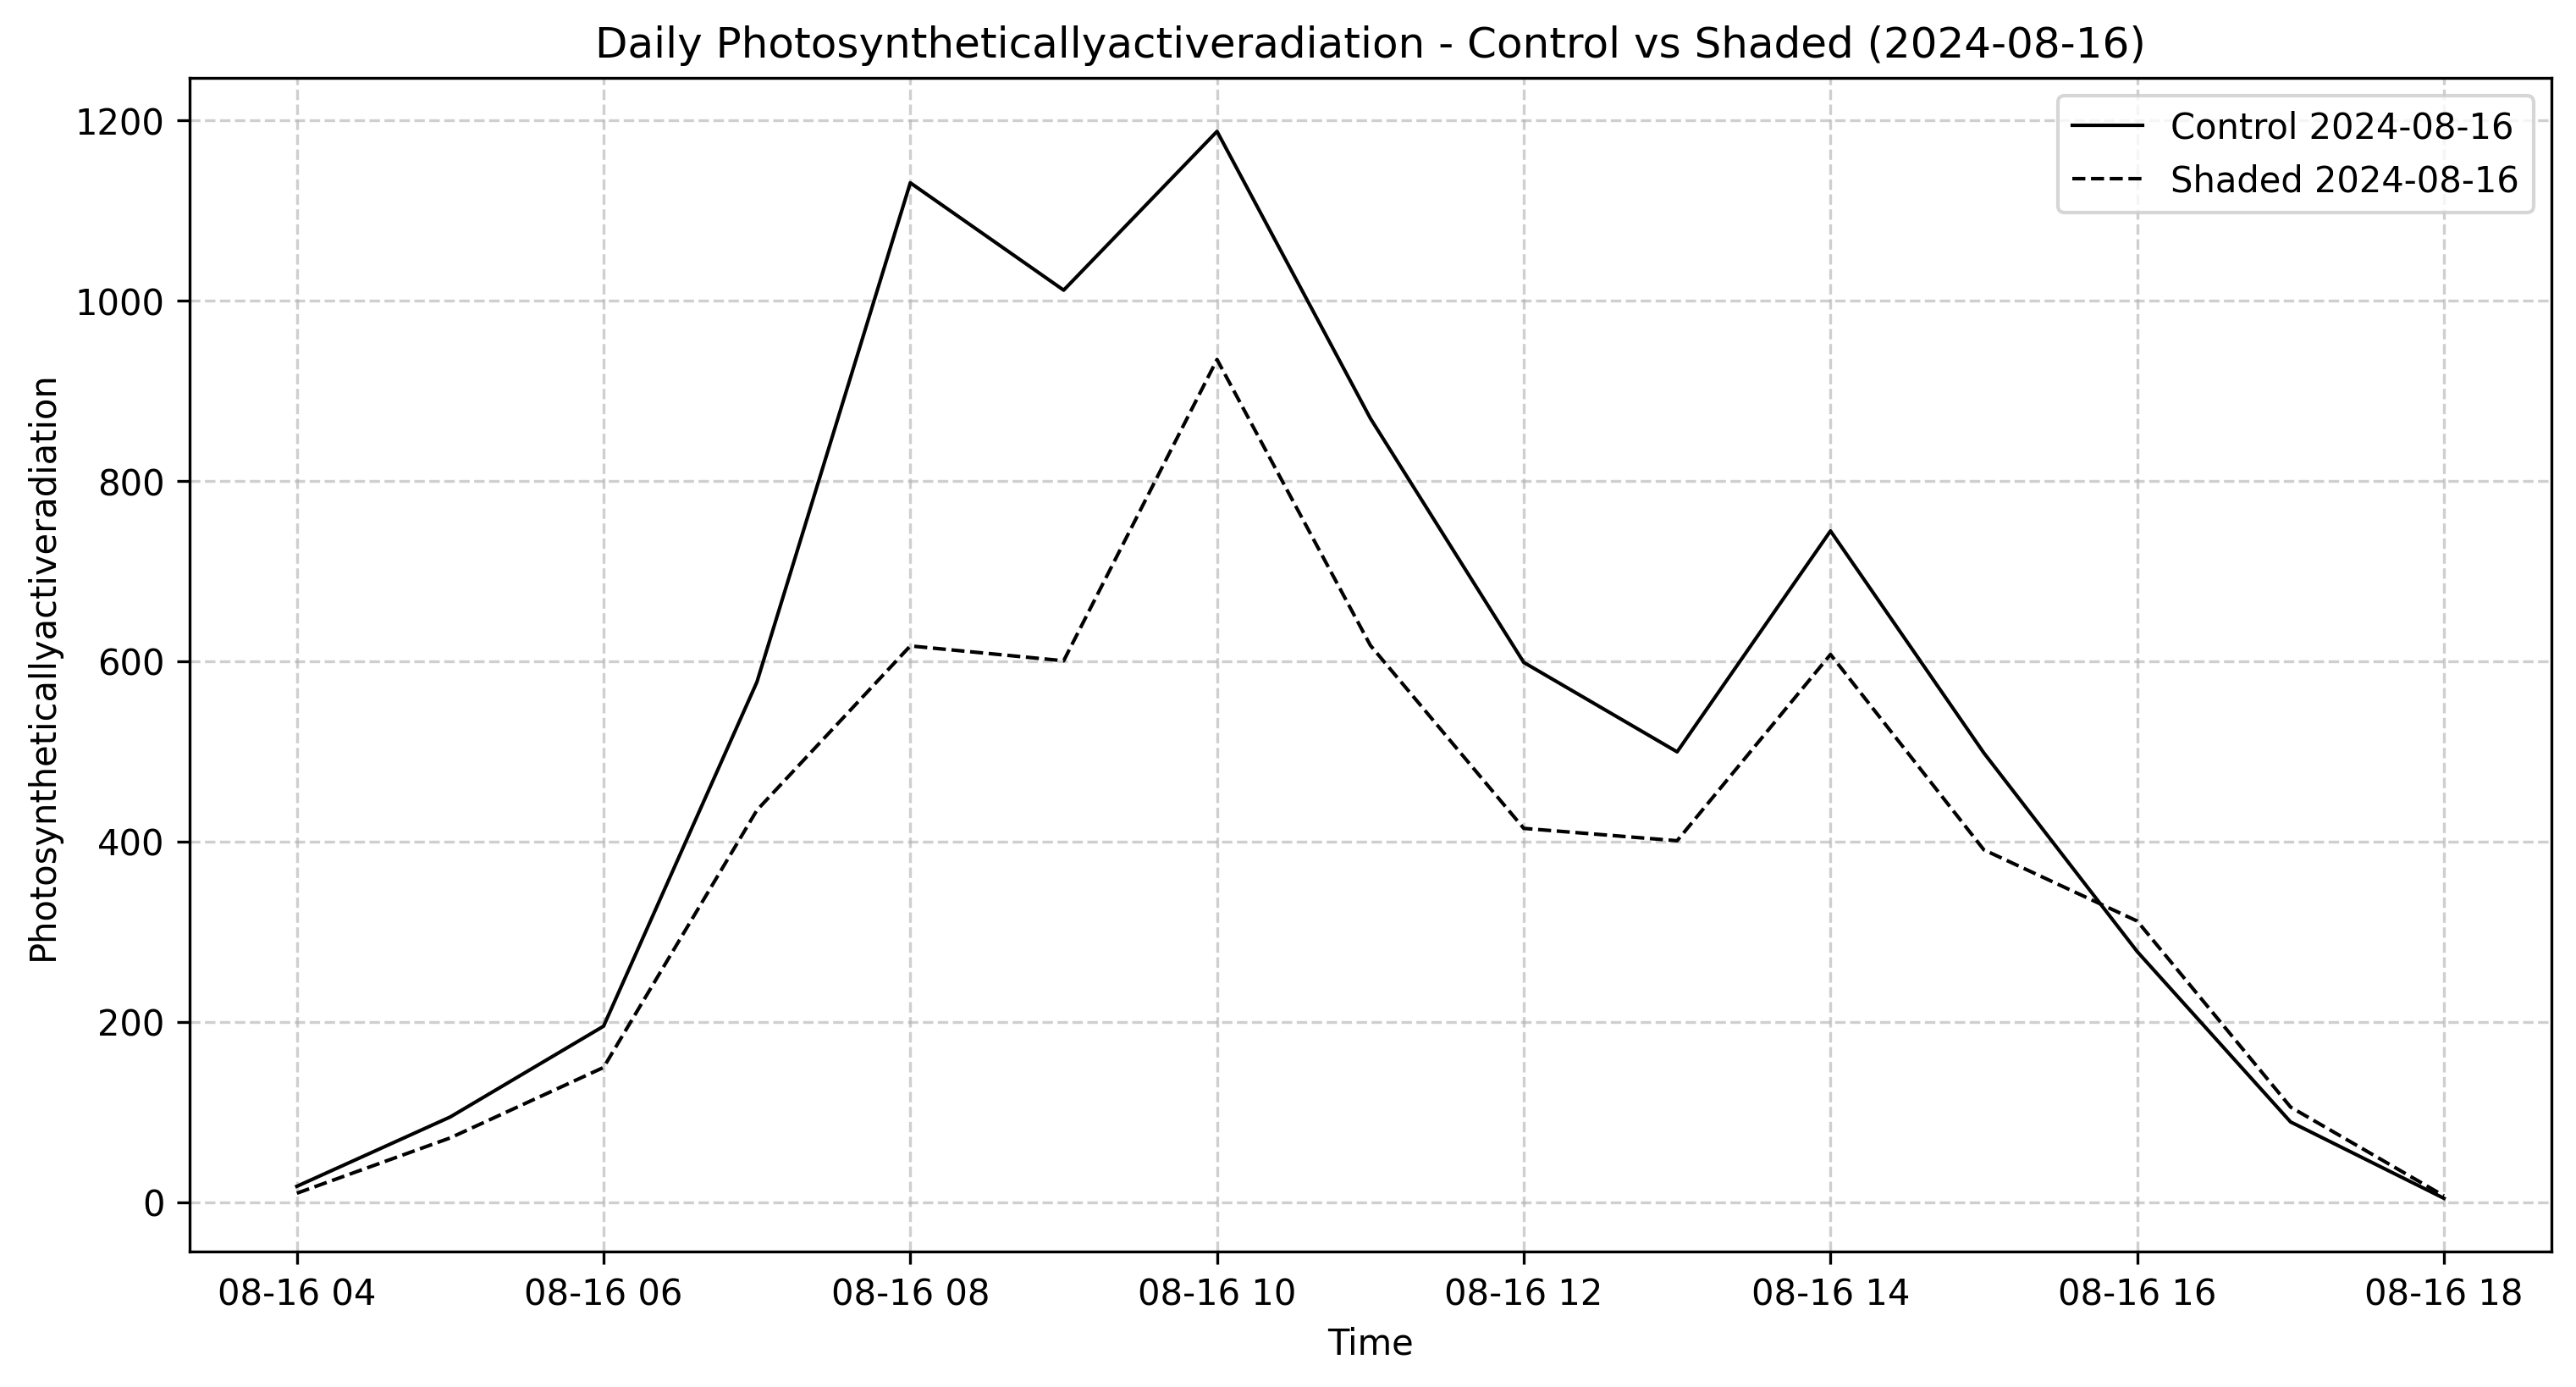 Daily Photosyntheticallyactiveradiation - Control vs Shaded (2024-08-16)
Control 2024-08-16
Shaded 2024-08-16
Photosyntheticallyactiveradiation
1200
1000
800
600
400
200
0
08-16 04 08-16 06 08-16 08 08-16 10 08-16 12 08-16 14 08-16 16 08-16 18
Time